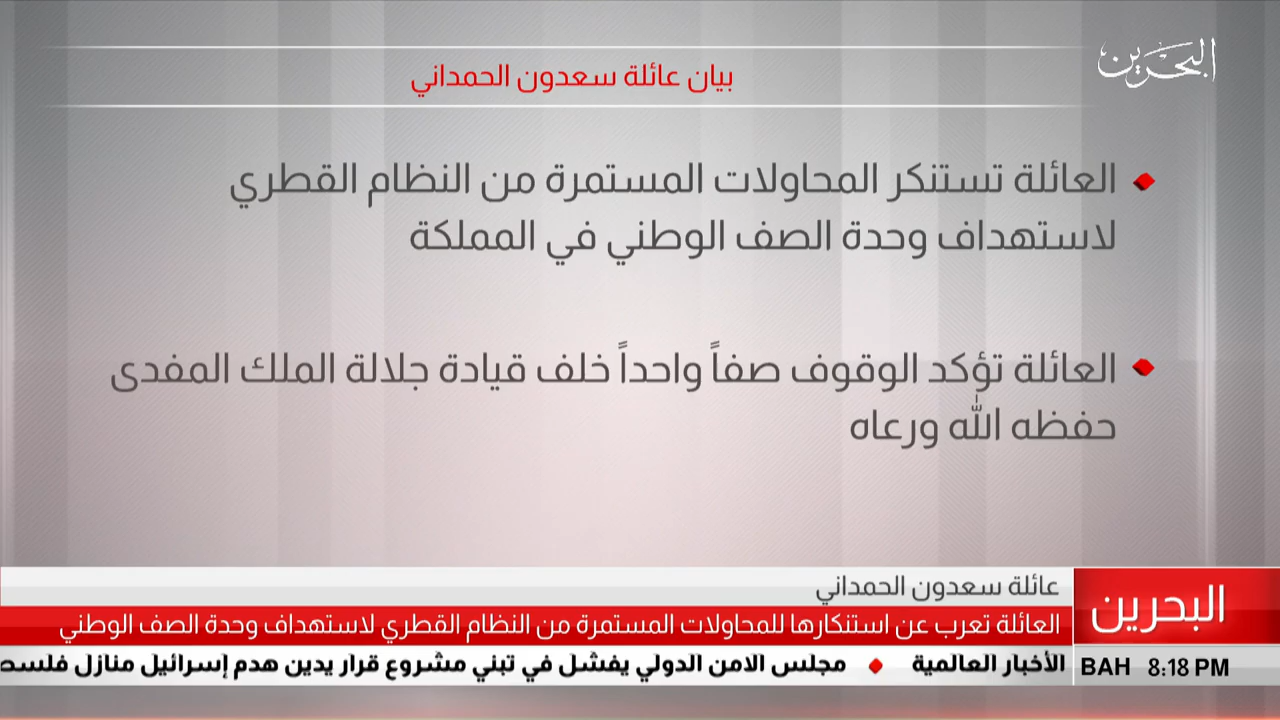 البحرين
بيان عائلة سعدون الحمداني
العائلة تستنكر المحاولات المستمرة من النظام القطري
لاستهداف وحدة الصف الوطني في المملكة
العائلة تؤكد الوقوف صفاً واحداً خلف قيادة جلالة الملك المفدى
حفظه الله ورعاه
عائلة سعدون الحمداني
البحرين
العائلة تعرب عن استنكارها للمحاولات المستمرة من النظام القطري لاستهداف وحدة الصف الوطني
BAH 8:18 PM
الأخبار العالمية ♦ مجلس الامن الدولي يفشل في تبني مشروع قرار يدين هدم إسرائيل منازل